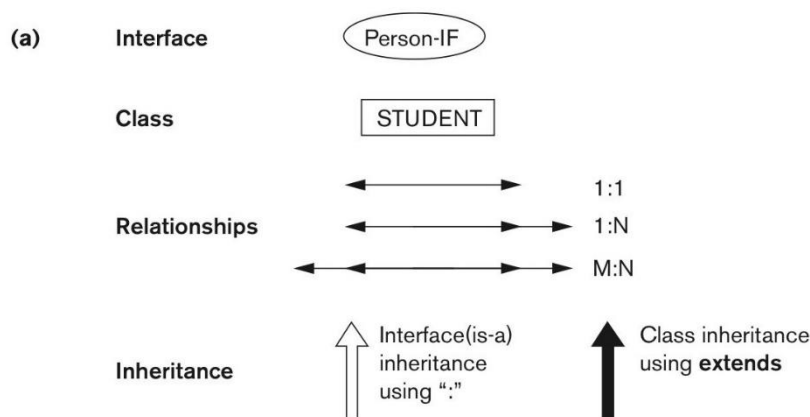 (a) Interface Person-IF
Class STUDENT
1:1
Relationships 1:N
M:N
Interface(is-a) Class inheritance
inheritance using extends
Inheritance using “:”